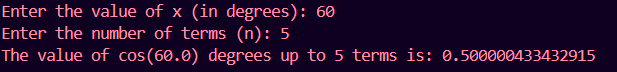 Enter the value of x (in degrees): 60
Enter the number of terms (n): 5
The value of cos(60.0) degrees up to 5 terms is: 0.500000433432915